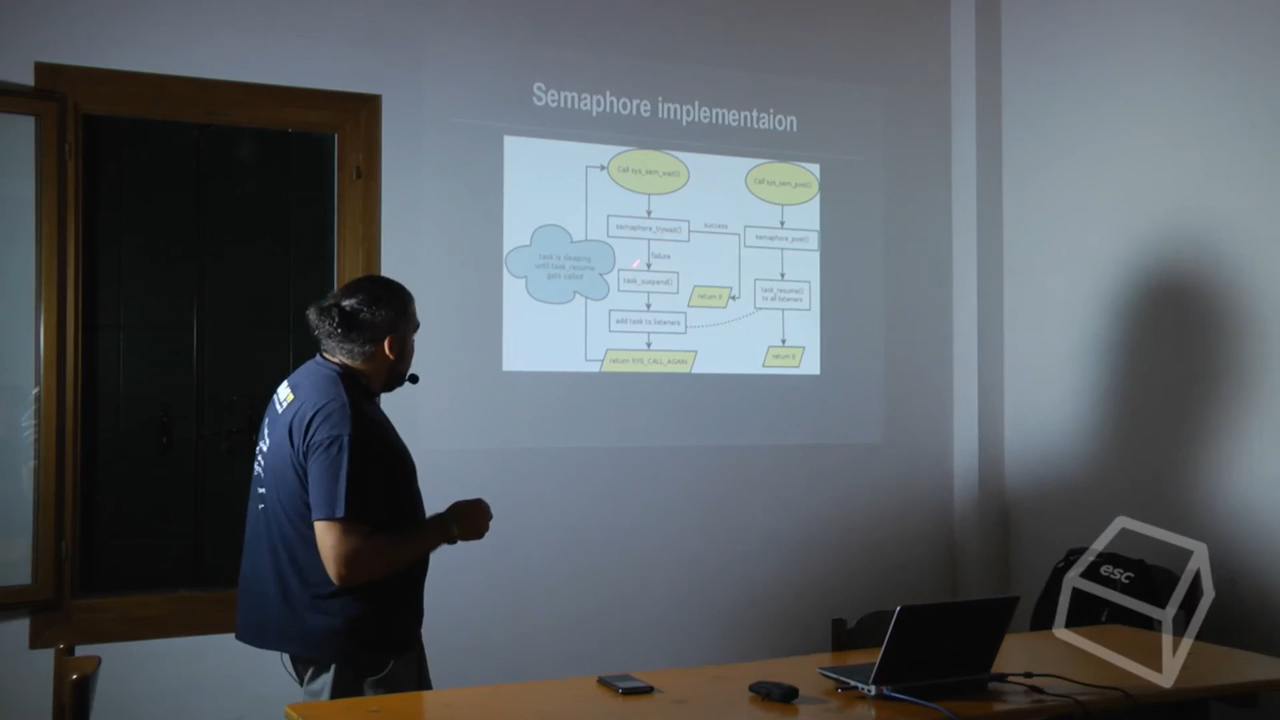 Semaphore implementaion
Call sys_sem_wait()
Call sys_sem_post()
semaphore_trywait()
success
semaphore_post()
failure
task is sleeping
until task_resume
gets called
task_suspend()
return 0
task_resume()
to all listeners
add task to listeners
return SYS_CALL_AGAIN
return 0
esc